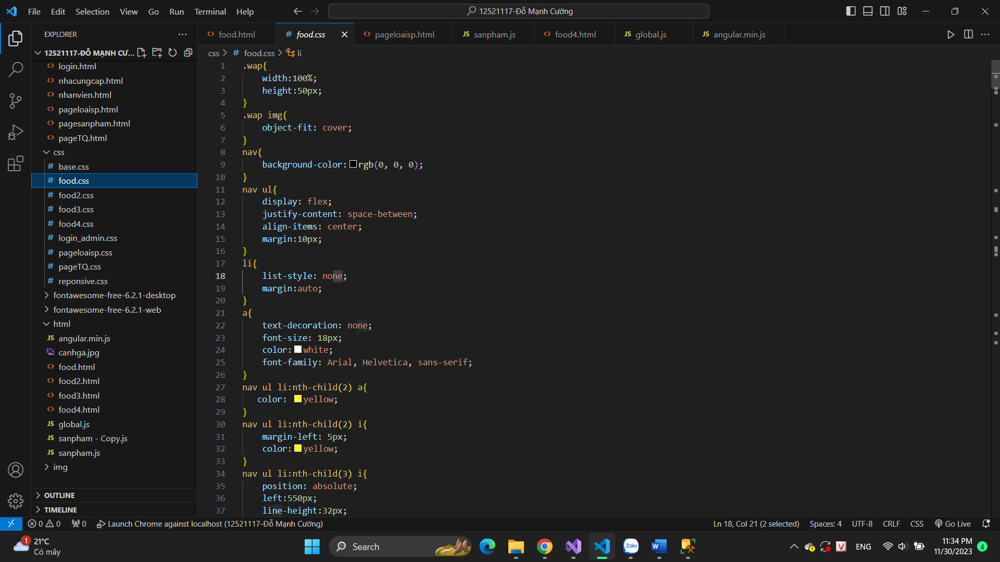 File Edit Selection View Go Run Terminal Help
12521117-Đỗ Mạnh Cường
EXPLORER
12521117-ĐỖ MẠNH CƯ...
login.html
nhacungcap.html
nhanvien.html
pageloaisp.html
pagesanpham.html
pageTQ.html
css
# base.css
# food.css
# food2.css
# food3.css
# food4.css
# login_admin.css
# pageloaisp.css
# pageTQ.css
# reponsive.css
fontawesome-free-6.2.1-desktop
fontawesome-free-6.2.1-web
html
JS angular.min.js
canhga.jpg
<> food.html
<> food2.html
<> food3.html
<> food4.html
JS global.js
JS sanpham - Copy.js
JS sanpham.js
img
OUTLINE
TIMELINE
<> food.html # food.css <> pageloaisp.html JS sanpham.js <> food4.html JS global.js JS angular.min.js
css > # food.css > li
1 .wap{
2 width:100%;
3 height:50px;
4 }
5 .wap img{
6 object-fit: cover;
7 }
8 nav{
9 background-color:rgb(0, 0, 0);
10 }
11 nav ul{
12 display: flex;
13 justify-content: space-between;
14 align-items: center;
15 margin:10px;
16 }
17 li{
18 list-style: none;
19 margin:auto;
20 }
21 a{
22 text-decoration: none;
23 font-size: 18px;
24 color:white;
25 font-family: Arial, Helvetica, sans-serif;
26 }
27 nav ul li:nth-child(2) a{
28 color: yellow;
29 }
30 nav ul li:nth-child(2) i{
31 margin-left: 5px;
32 color:yellow;
33 }
34 nav ul li:nth-child(3) i{
35 position: absolute;
36 left:550px;
37 line-height:32px;
0 0 0 Launch Chrome against localhost (12521117-Đỗ Mạnh Cường) Ln 18, Col 21 (2 selected) Spaces: 4 UTF-8 CRLF CSS Go Live
1 21°C
Có mây
Search
Zalo
W
V
ENG
11:34 PM
11/30/2023
4